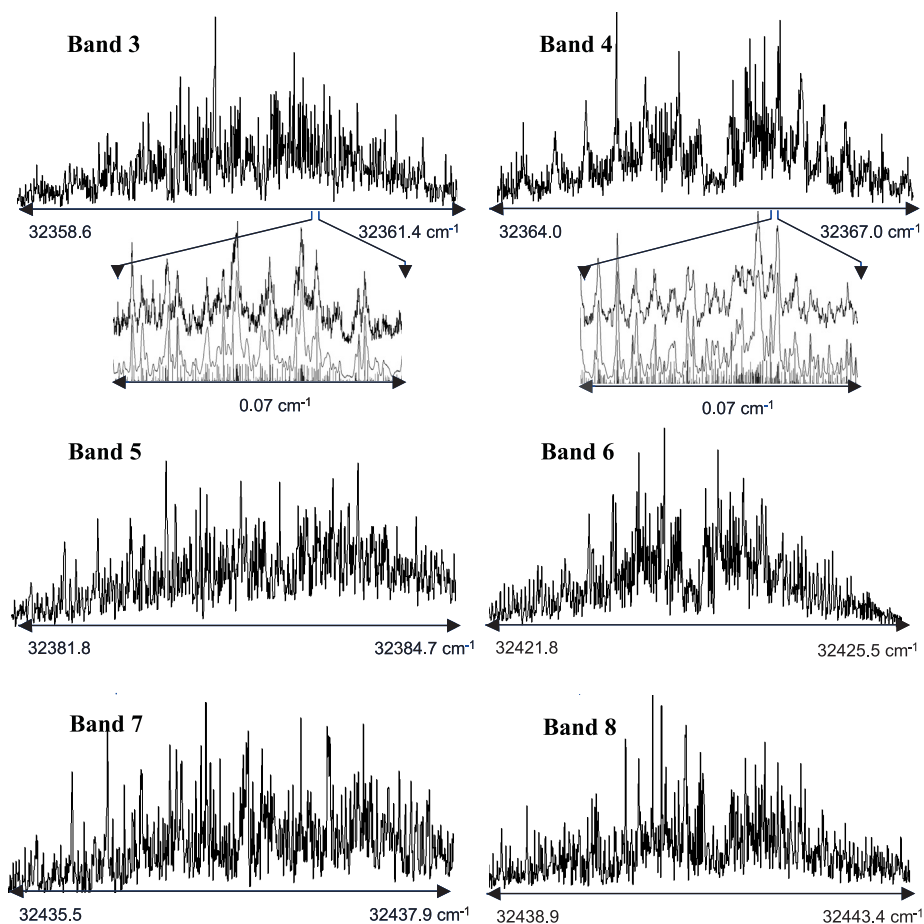 Band 3
Band 4
32358.6
32361.4 cm-1
32364.0
32367.0 cm-1
0.07 cm-1
0.07 cm-1
Band 5
Band 6
32381.8
32384.7 cm-1
32421.8
32425.5 cm-1
Band 7
Band 8
32435.5
32437.9 cm-1
32438.9
32443.4 cm-1